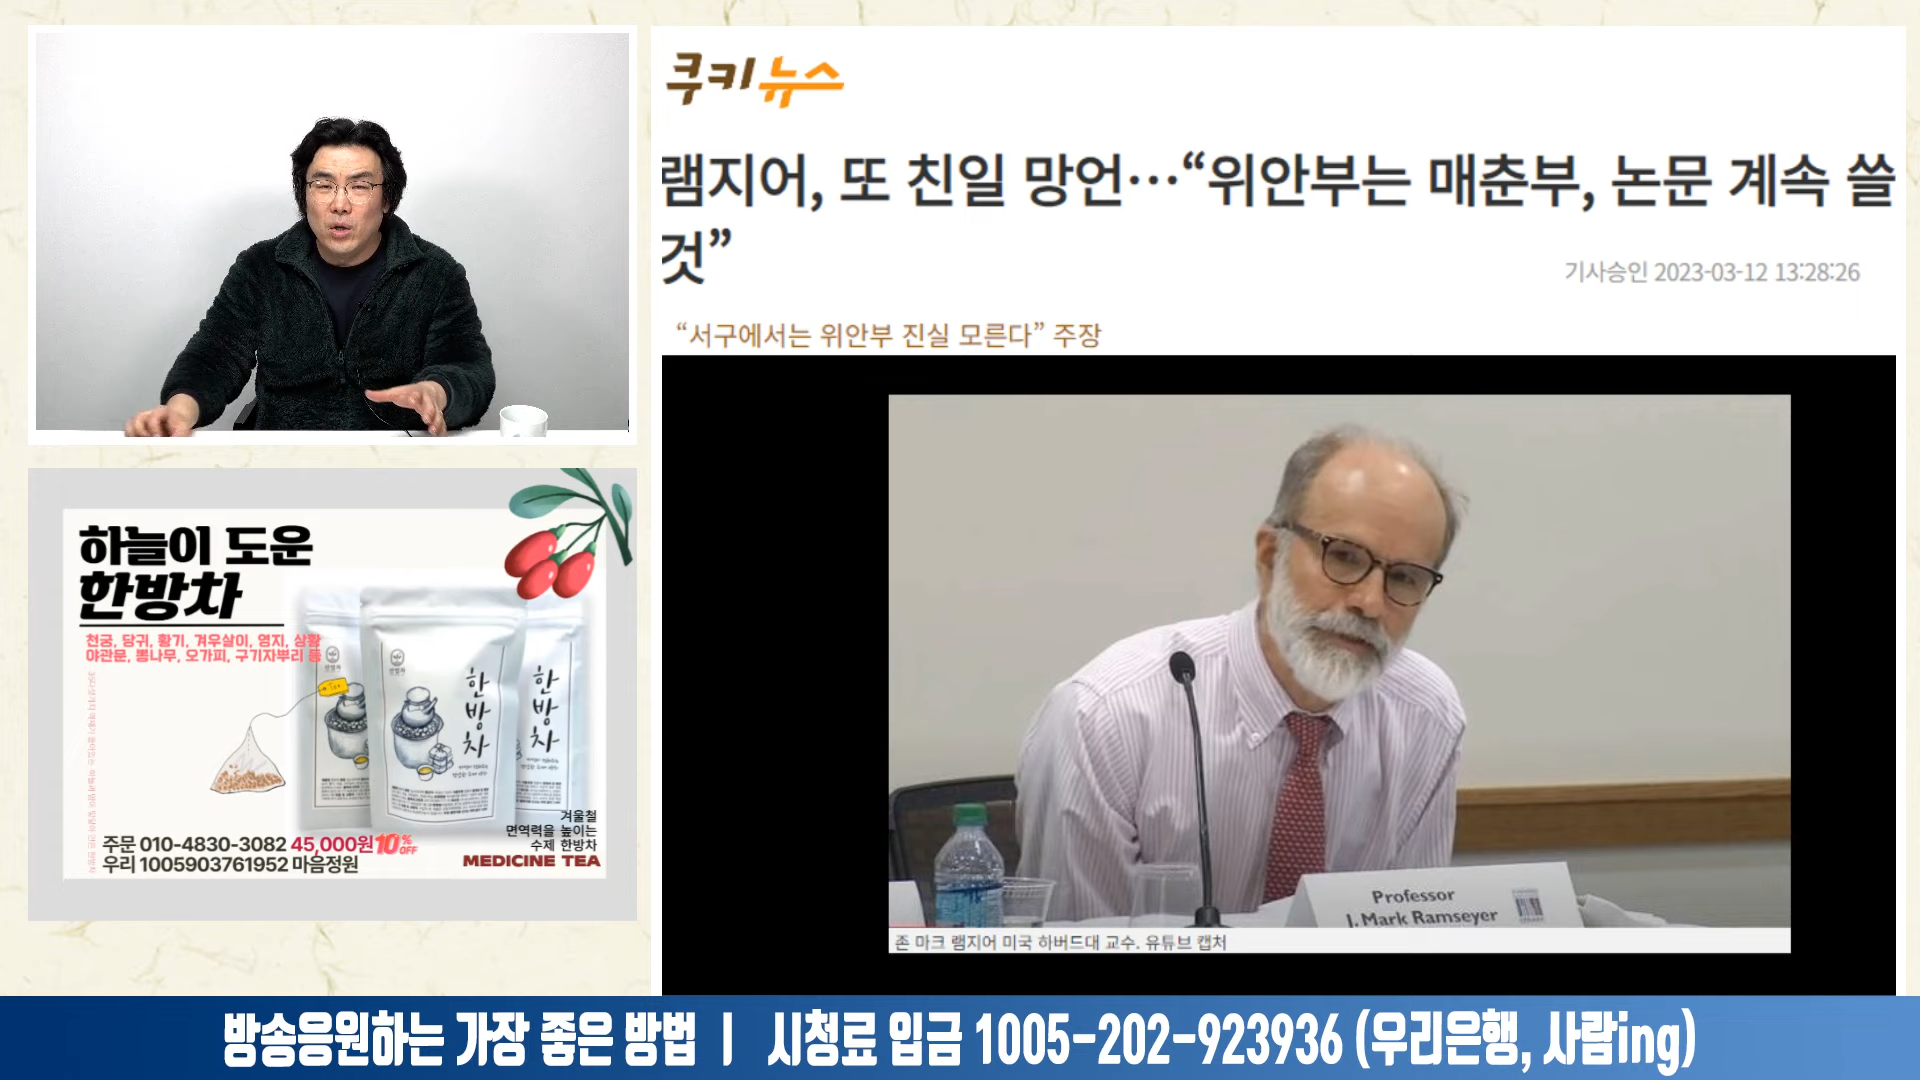 쿠키뉴스
램지어, 또 친일 망언…“위안부는 매춘부, 논문 계속 쓸
것”
기사승인 2023-03-12 13:28:26
“서구에서는 위안부 진실 모른다” 주장
Professor
J. Mark Ramseyer
존 마크 램지어 미국 하버드대 교수. 유튜브 캡처
하늘이 도운
한방차
천궁, 당귀, 황기, 겨우살이, 영지, 상황
야관문, 뽕나무, 오가피, 구기자뿌리 등
한방차
한방차
겨울철
면역력을 높이는
수제 한방차
MEDICINE TEA
주문 010-4830-3082 45,000원 10% OFF
우리 1005903761952 마음정원
방송응원하는 가장 좋은 방법 ㅣ 시청료 입금 1005-202-923936 (우리은행, 사람ing)